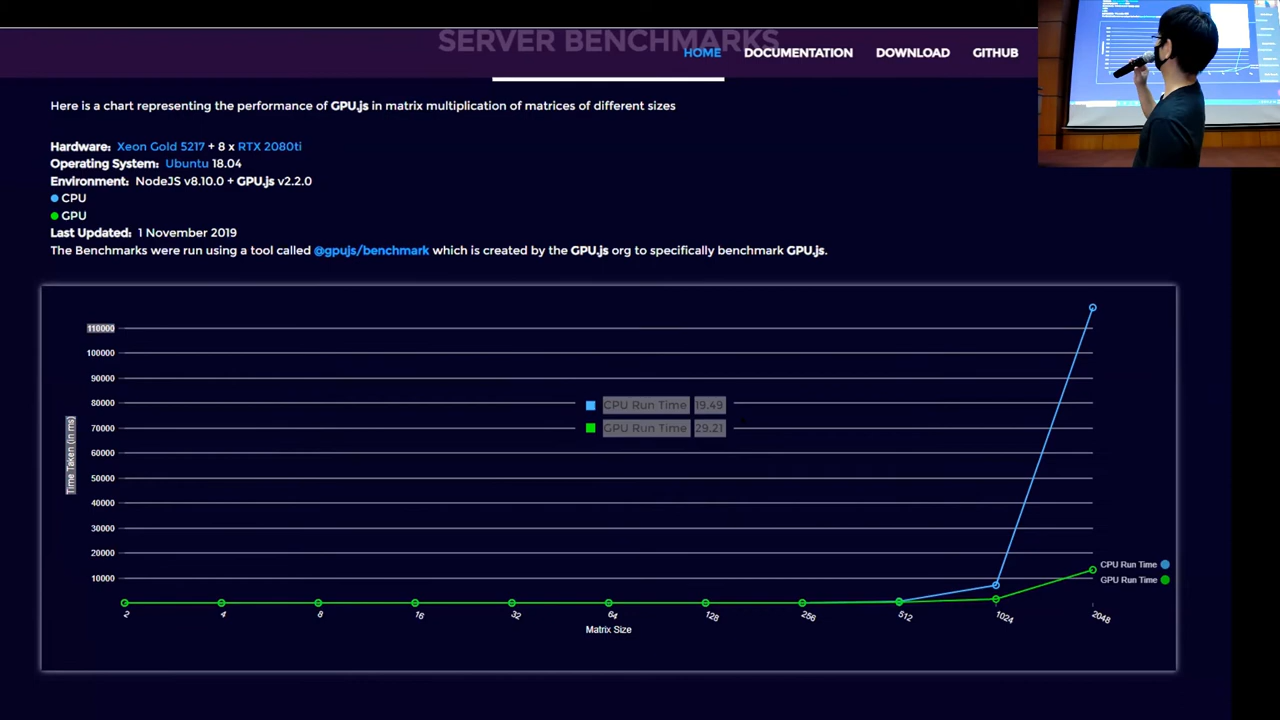 SERVER BENCHMARKS
HOME DOCUMENTATION DOWNLOAD GITHUB
Here is a chart representing the performance of GPU.js in matrix multiplication of matrices of different sizes
Hardware: Xeon Gold 5217 + 8 x RTX 2080ti
Operating System: Ubuntu 18.04
Environment: NodeJS v8.10.0 + GPU.js v2.2.0
CPU
GPU
Last Updated: 1 November 2019
The Benchmarks were run using a tool called @gpujs/benchmark which is created by the GPU.js org to specifically benchmark GPU.js.
110000
100000
90000
80000
70000
60000
50000
40000
30000
20000
10000
Time Taken (in ms)
CPU Run Time 19.49
GPU Run Time 29.21
CPU Run Time
GPU Run Time
2 4 8 16 32 64 128 256 512 1024 2048
Matrix Size